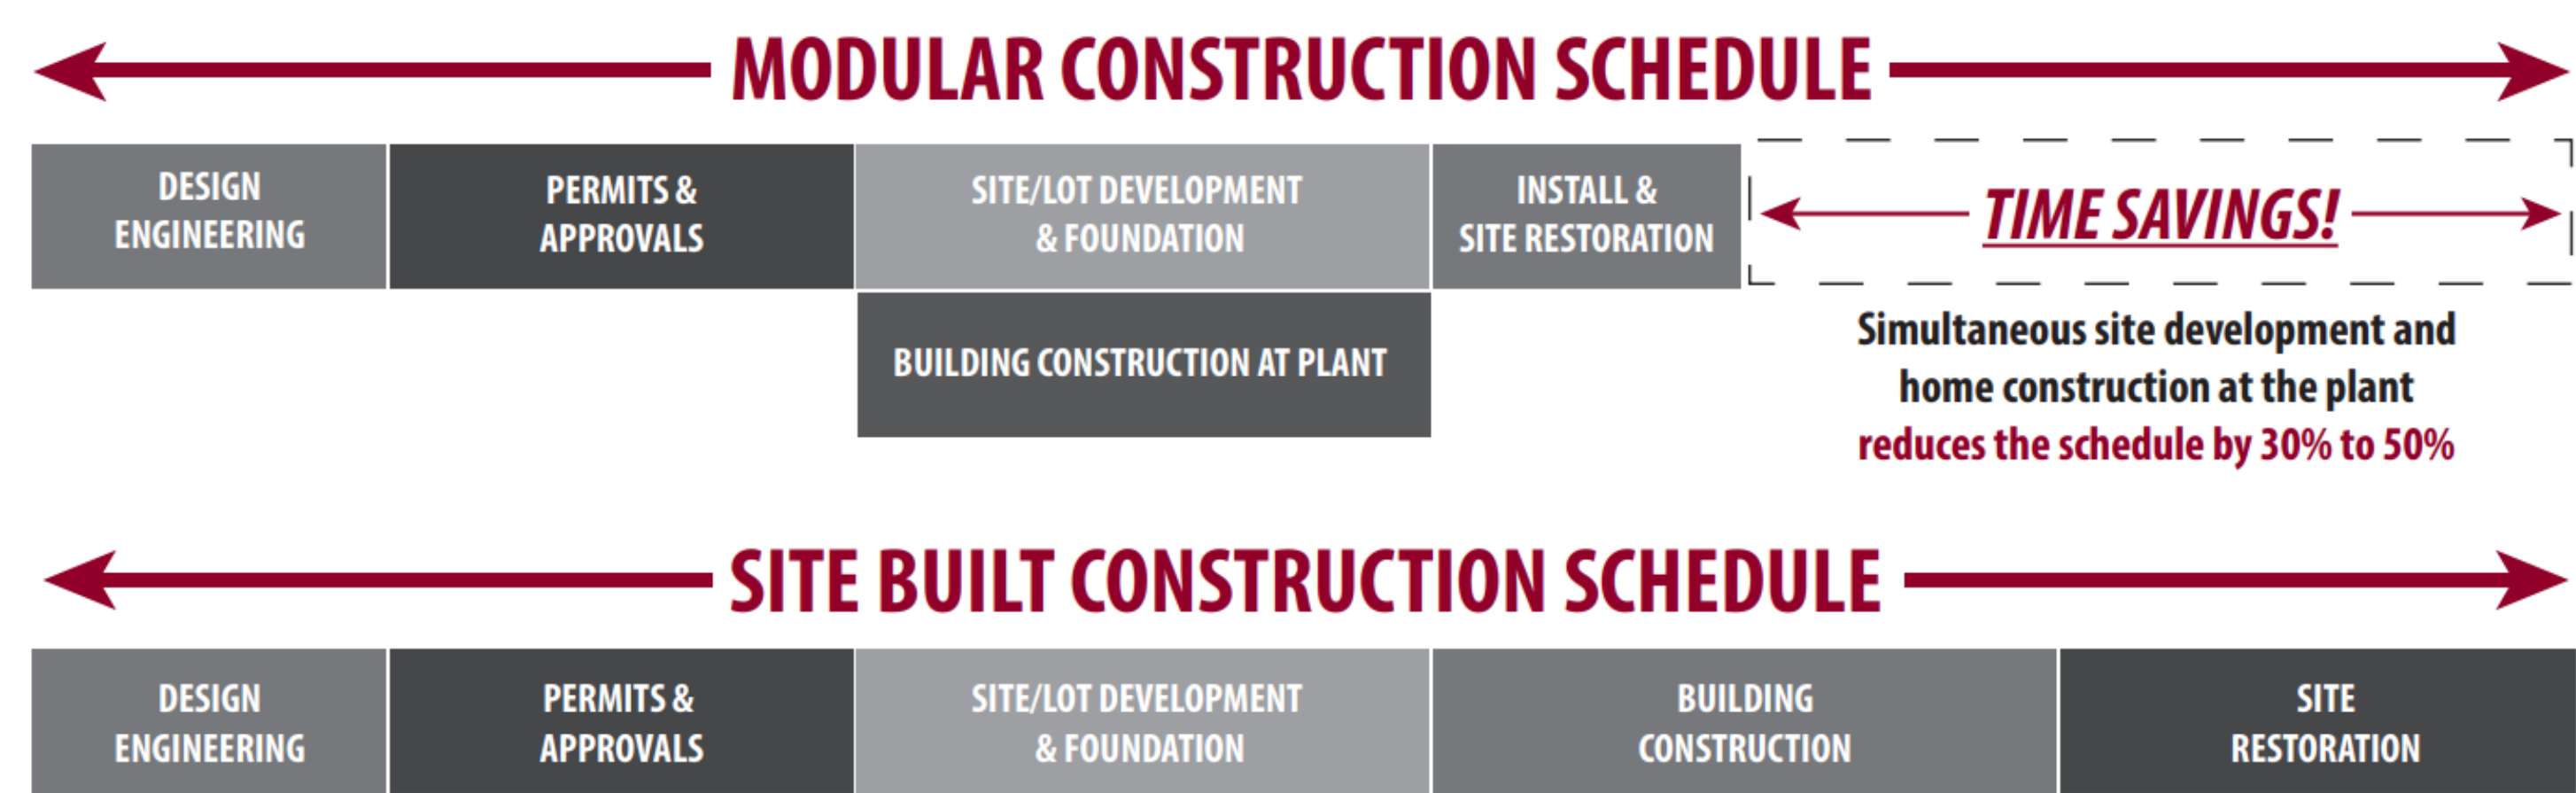 MODULAR CONSTRUCTION SCHEDULE
DESIGN
ENGINEERING
PERMITS &
APPROVALS
SITE/LOT DEVELOPMENT
& FOUNDATION
INSTALL &
SITE RESTORATION
TIME SAVINGS!
BUILDING CONSTRUCTION AT PLANT
Simultaneous site development and
home construction at the plant
reduces the schedule by 30% to 50%
SITE BUILT CONSTRUCTION SCHEDULE
DESIGN
ENGINEERING
PERMITS &
APPROVALS
SITE/LOT DEVELOPMENT
& FOUNDATION
BUILDING
CONSTRUCTION
SITE
RESTORATION